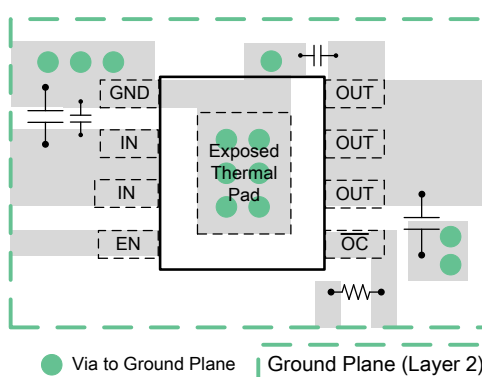 GND OUT
IN OUT
Exposed
Thermal
Pad
IN OUT
EN OC
Via to Ground Plane
Ground Plane (Layer 2)